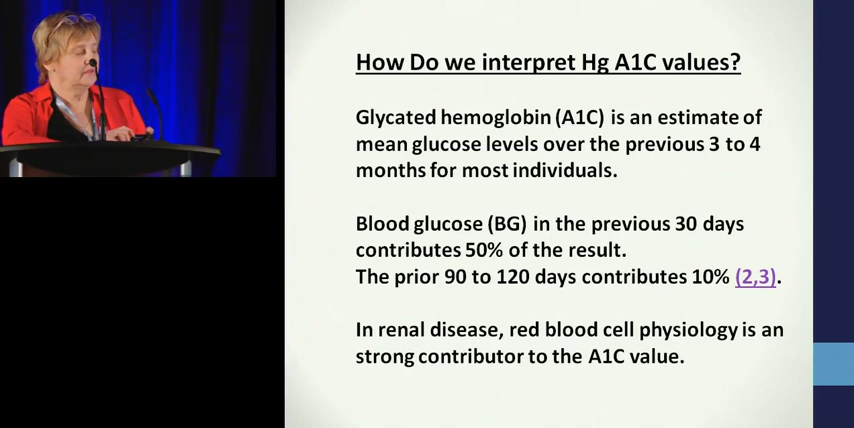 How Do we interpret Hg A1C values?
Glycated hemoglobin (A1C) is an estimate of
mean glucose levels over the previous 3 to 4
months for most individuals.
Blood glucose (BG) in the previous 30 days
contributes 50% of the result.
The prior 90 to 120 days contributes 10% (2,3).
In renal disease, red blood cell physiology is an
strong contributor to the A1C value.